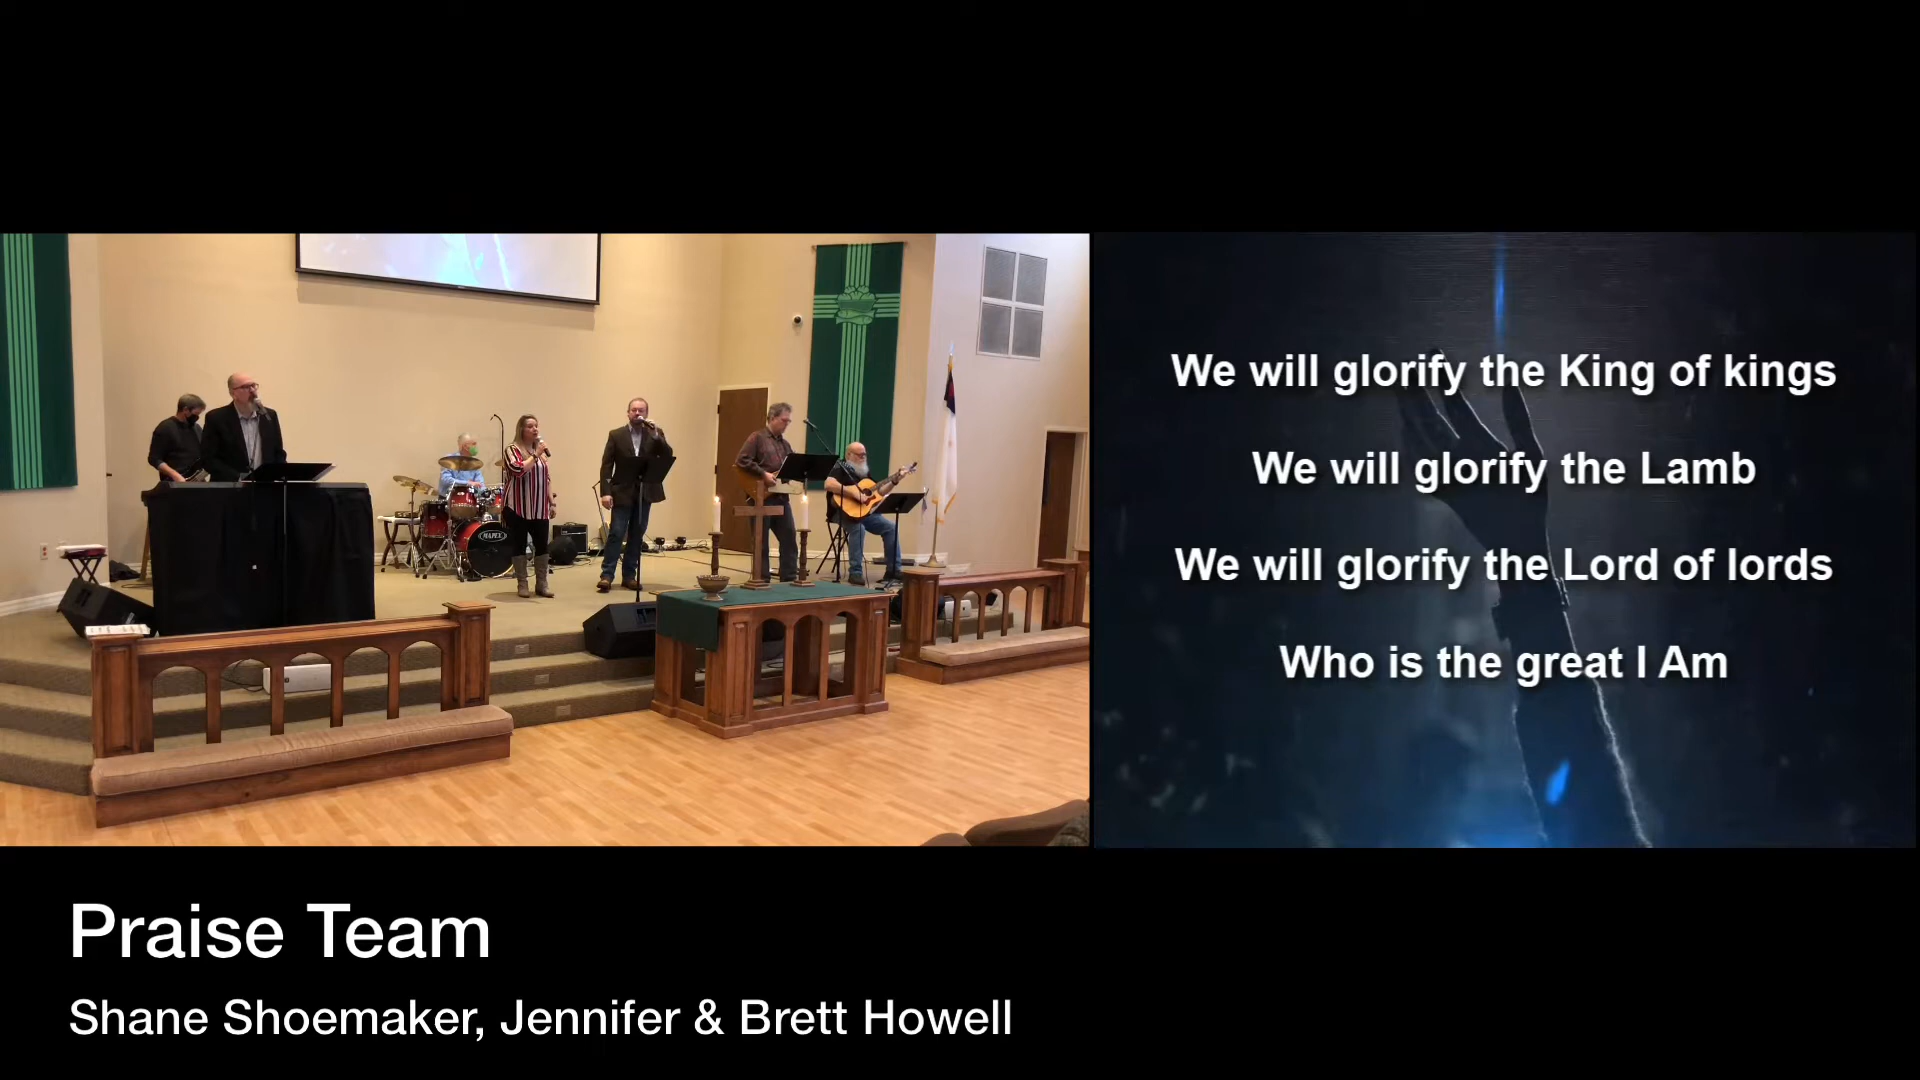 MAPEX
We will glorify the King of kings
We will glorify the Lamb
We will glorify the Lord of lords
Who is the great I Am
Praise Team
Shane Shoemaker, Jennifer & Brett Howell